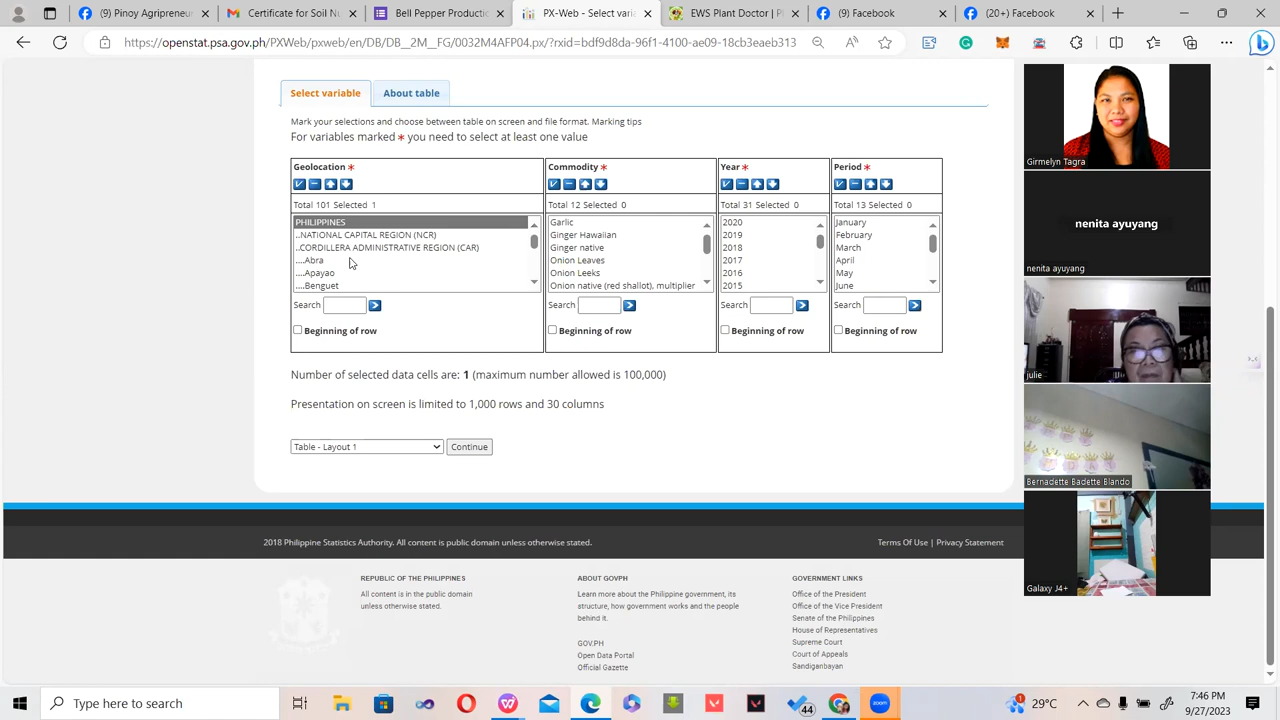 (9) Pinoy Agripreneu
Contact us 7 for Januar
Select variable
About table
https://openstat.psa.gov.ph/PXWeb/pxweb/en/DB/DB__2M__FG/0032M4AFP04.px/?rxid=bdf9d8da-96f1-4100-ae09-18cb3eaeb313
PX-Web - Select vari
EWS Plant Doctor | P
(9) Facebook
(20+) Facebook
Mark your selections and choose between table on screen and file format. Marking tips
For variables marked * you need to select at least one value
Geolocation *
Commodity *
Year *
Period *
Total 101 Selected 1
Total 12 Selected 0
Total 31 Selected 0
Total 13 Selected 0
PHILIPPINES
..NATIONAL CAPITAL REGION (NCR)
..CORDILLERA ADMINISTRATIVE REGION (CAR)
....Abra
....Apayao
....Benguet
Garlic
Ginger Hawaiian
Ginger native
Onion Leaves
Onion Leeks
Onion native (red shallot), multiplier
2020
2019
2018
2017
2016
2015
January
February
March
April
May
June
Search
Search
Search
Search
Beginning of row
Beginning of row
Beginning of row
Beginning of row
Number of selected data cells are: 1 (maximum number allowed is 100,000)
Presentation on screen is limited to 1,000 rows and 30 columns
Table - Layout 1
Continue
2018 Philippine Statistics Authority. All content is public domain unless otherwise stated.
Terms Of Use | Privacy Statement
REPUBLIC OF THE PHILIPPINES
All content is in the public domain
unless otherwise stated.
ABOUT GOVPH
Learn more about the Philippine government, its
structure, how government works and the people
behind it.
GOV.PH
Open Data Portal
Official Gazette
GOVERNMENT LINKS
Office of the President
Office of the Vice President
Senate of the Philippines
House of Representatives
Supreme Court
Court of Appeals
Sandiganbayan
Girmelyn Tagra
nenita ayuyang
nenita ayuyang
julie
Bernadette Badette Blando
Galaxy J4+
Type here to search
44
1
29°C
7:46 PM
9/27/2023